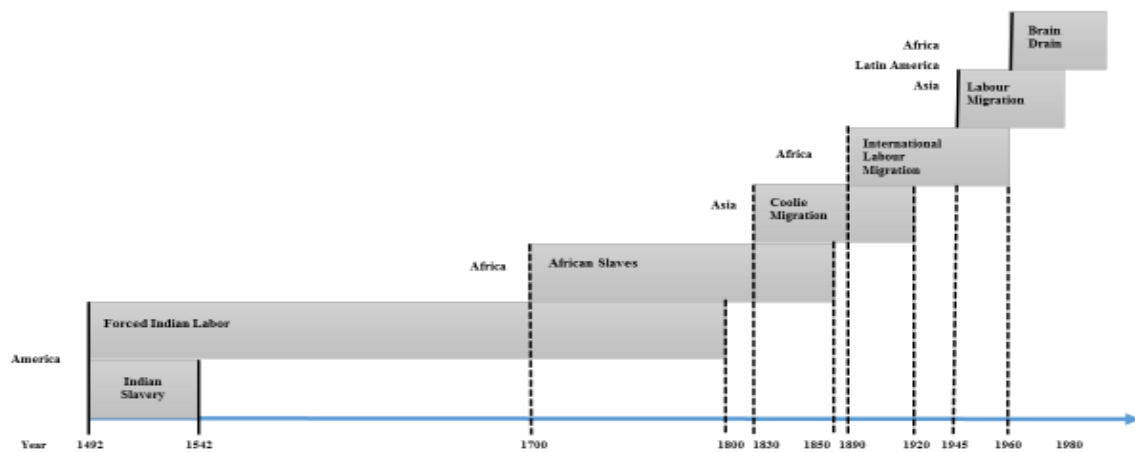 Brain
Drain
Africa
Latin America
Asia
Labour
Migration
International
Labour
Migration
Africa
Asia
Coolie
Migration
Africa
African Slaves
Forced Indian Labor
America
Indian
Slavery
Year 1492 1542 1700 1800 1830 1850 1890 1920 1945 1960 1980